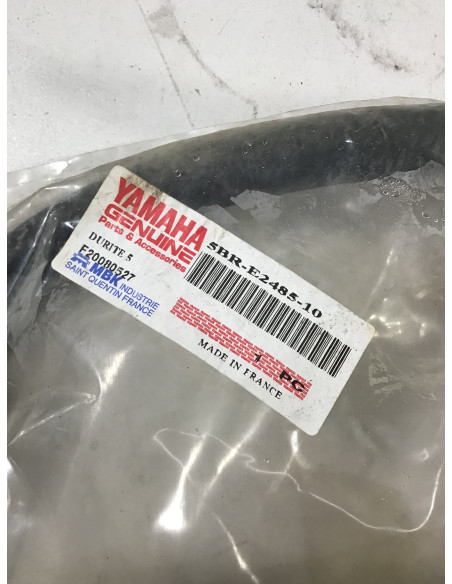 YAMAHA
GENUINE
Parts & Accessories
5BR-E2485-10
DURITE 5
E20080527
MBK INDUSTRIE
SAINT QUENTIN FRANCE
1 PC
MADE IN FRANCE